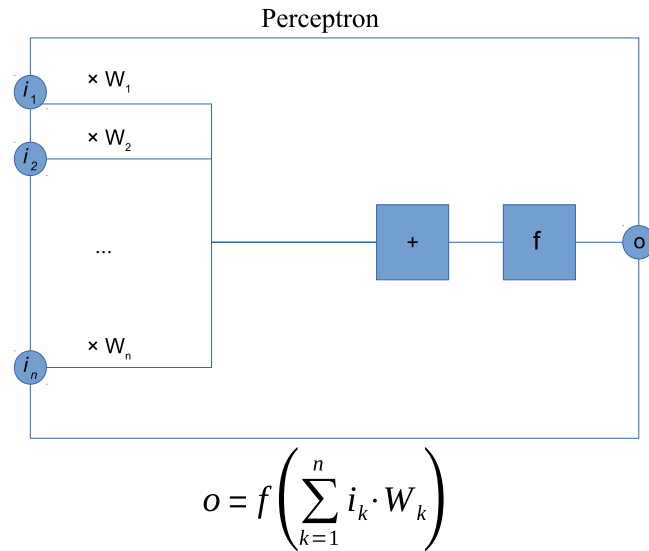 Perceptron
i1 × W1
i2 × W2
...
+ f o
in × Wn
o = f ( ∑ k=1 n ik · Wk )